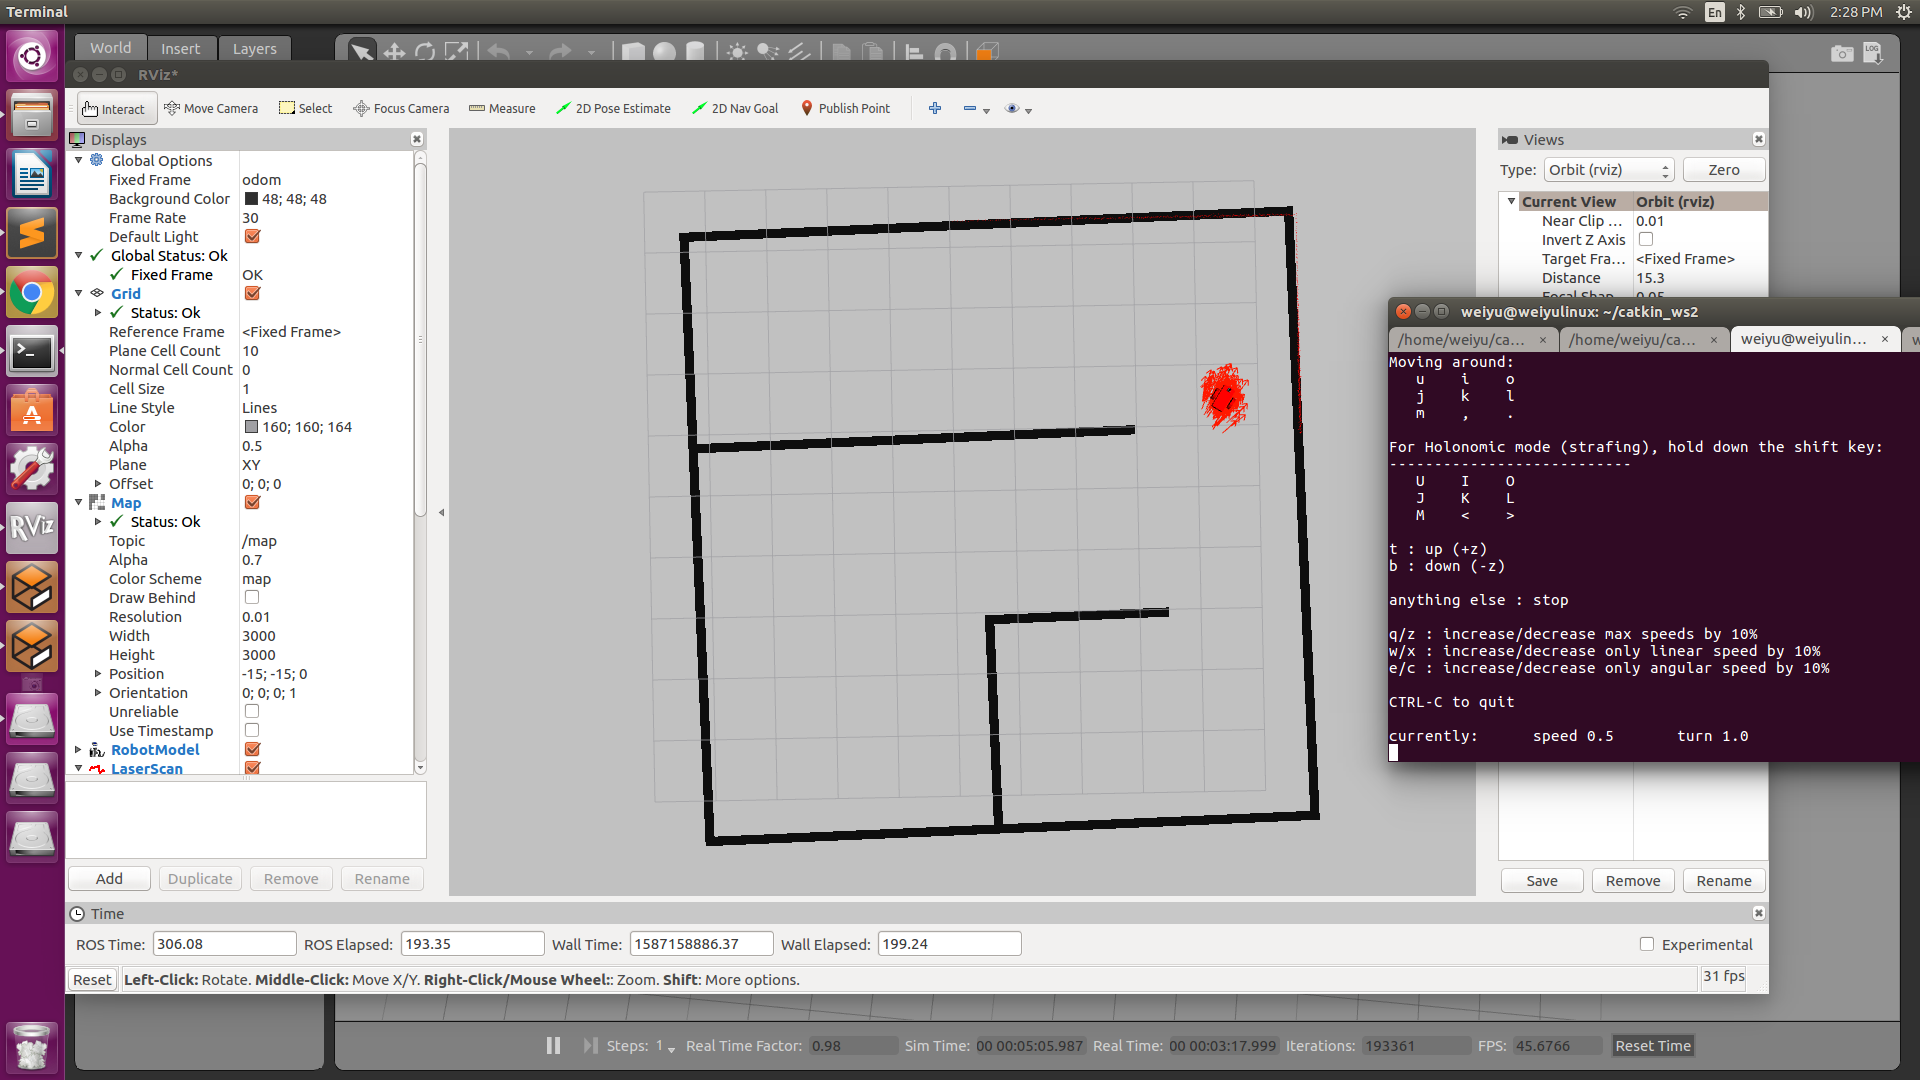 Terminal
En
2:28 PM
World Insert Layers
LOG
RViz*
Interact Move Camera Select Focus Camera Measure 2D Pose Estimate 2D Nav Goal Publish Point
Displays
Global Options
Fixed Frame odom
Background Color 48; 48; 48
Frame Rate 30
Default Light
Global Status: Ok
Fixed Frame OK
Grid
Status: Ok
Reference Frame <Fixed Frame>
Plane Cell Count 10
Normal Cell Count 0
Cell Size 1
Line Style Lines
Color 160; 160; 164
Alpha 0.5
Plane XY
Offset 0; 0; 0
Map
Status: Ok
Topic /map
Alpha 0.7
Color Scheme map
Draw Behind
Resolution 0.01
Width 3000
Height 3000
Position -15; -15; 0
Orientation 0; 0; 0; 1
Unreliable
Use Timestamp
RobotModel
LaserScan
Add Duplicate Remove Rename
Views
Type: Orbit (rviz) Zero
Current View Orbit (rviz)
Near Clip ... 0.01
Invert Z Axis
Target Fra... <Fixed Frame>
Distance 15.3
weiyu@weiyulinux: ~/catkin_ws2
/home/weiyu/ca... × /home/weiyu/ca... × weiyu@weiyulin... ×
Moving around:
u i o
j k l
m , .
For Holonomic mode (strafing), hold down the shift key:
---------------------------
U I O
J K L
M < >
t : up (+z)
b : down (-z)
anything else : stop
q/z : increase/decrease max speeds by 10%
w/x : increase/decrease only linear speed by 10%
e/c : increase/decrease only angular speed by 10%
CTRL-C to quit
currently: speed 0.5 turn 1.0
Save Remove Rename
Time
ROS Time: 306.08 ROS Elapsed: 193.35 Wall Time: 1587158886.37 Wall Elapsed: 199.24 Experimental
Reset Left-Click: Rotate. Middle-Click: Move X/Y. Right-Click/Mouse Wheel:: Zoom. Shift: More options. 31 fps
Steps: 1 Real Time Factor: 0.98 Sim Time: 00 00:05:05.987 Real Time: 00 00:03:17.999 Iterations: 193361 FPS: 45.6766 Reset Time
RViz